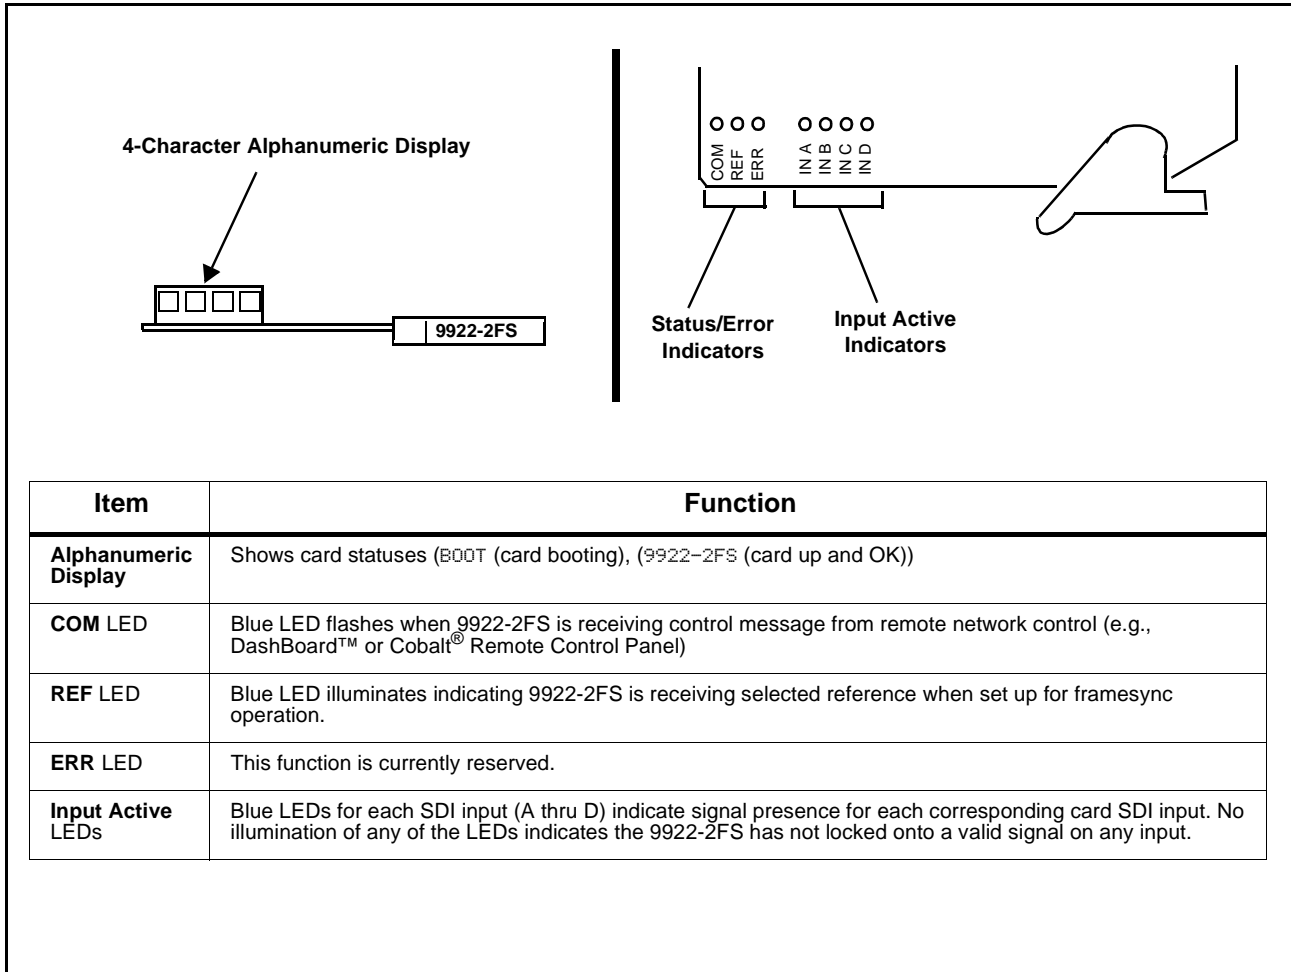 4-Character Alphanumeric Display
9922-2FS
COM
REF
ERR
IN A
IN B
IN C
IN D
Status/Error
Indicators
Input Active
Indicators
Item
Function
Alphanumeric
Display
Shows card statuses (BOOT (card booting), (9922-2FS (card up and OK))
COM LED
Blue LED flashes when 9922-2FS is receiving control message from remote network control (e.g.,
DashBoard™ or Cobalt® Remote Control Panel)
REF LED
Blue LED illuminates indicating 9922-2FS is receiving selected reference when set up for framesync
operation.
ERR LED
This function is currently reserved.
Input Active
LEDs
Blue LEDs for each SDI input (A thru D) indicate signal presence for each corresponding card SDI input. No
illumination of any of the LEDs indicates the 9922-2FS has not locked onto a valid signal on any input.